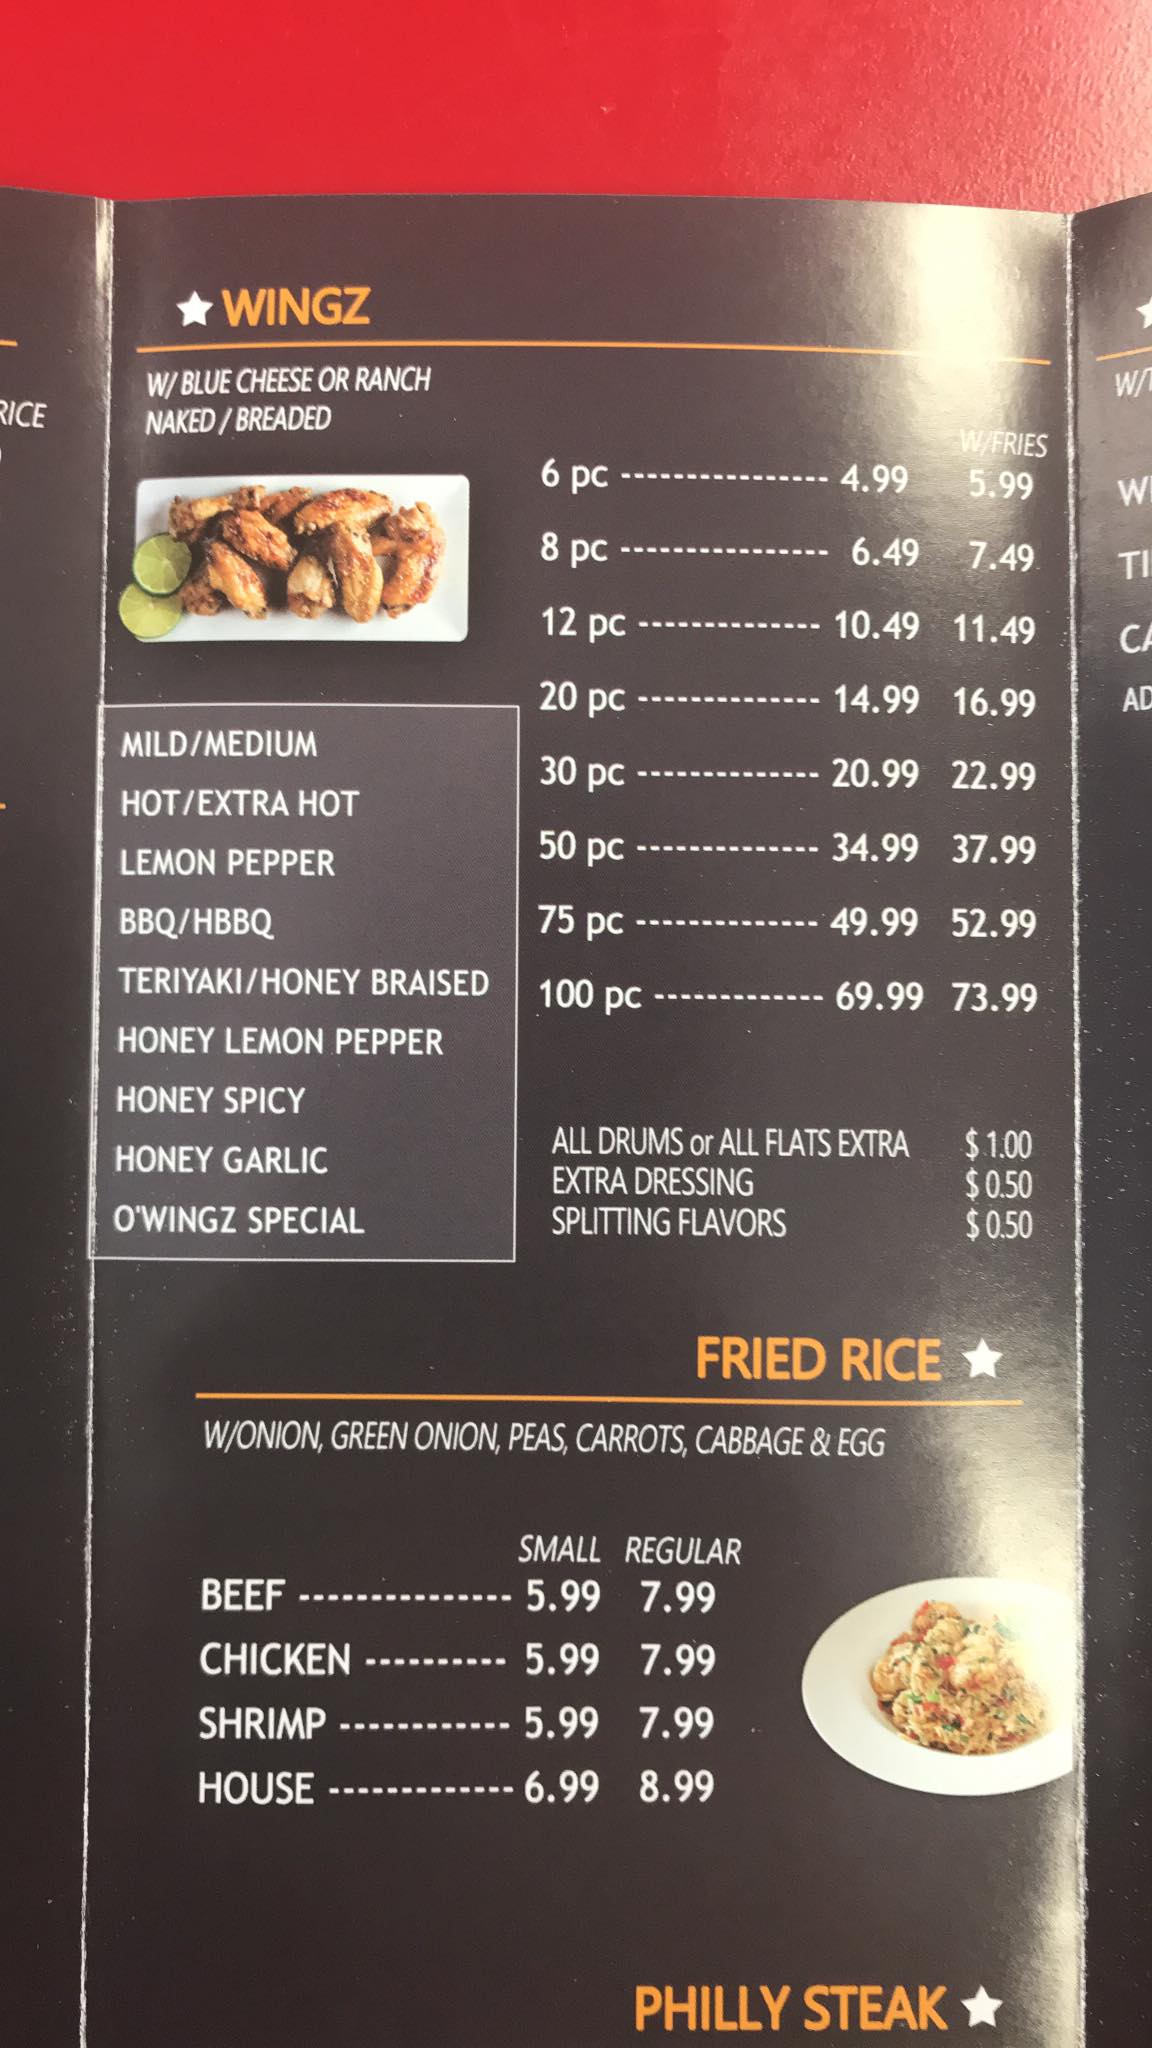 WINGZ
W/ BLUE CHEESE OR RANCH
NAKED / BREADED
W/FRIES
6 pc ---------------- 4.99 5.99
8 pc ---------------- 6.49 7.49
12 pc -------------- 10.49 11.49
20 pc -------------- 14.99 16.99
30 pc -------------- 20.99 22.99
50 pc -------------- 34.99 37.99
75 pc -------------- 49.99 52.99
100 pc ------------- 69.99 73.99
MILD/MEDIUM
HOT/EXTRA HOT
LEMON PEPPER
BBQ/HBBQ
TERIYAKI/HONEY BRAISED
HONEY LEMON PEPPER
HONEY SPICY
HONEY GARLIC
O'WINGZ SPECIAL
ALL DRUMS or ALL FLATS EXTRA $ 1.00
EXTRA DRESSING $ 0.50
SPLITTING FLAVORS $ 0.50
FRIED RICE
W/ONION, GREEN ONION, PEAS, CARROTS, CABBAGE & EGG
SMALL REGULAR
BEEF --------------- 5.99 7.99
CHICKEN ---------- 5.99 7.99
SHRIMP ------------ 5.99 7.99
HOUSE ------------- 6.99 8.99
PHILLY STEAK
RICE